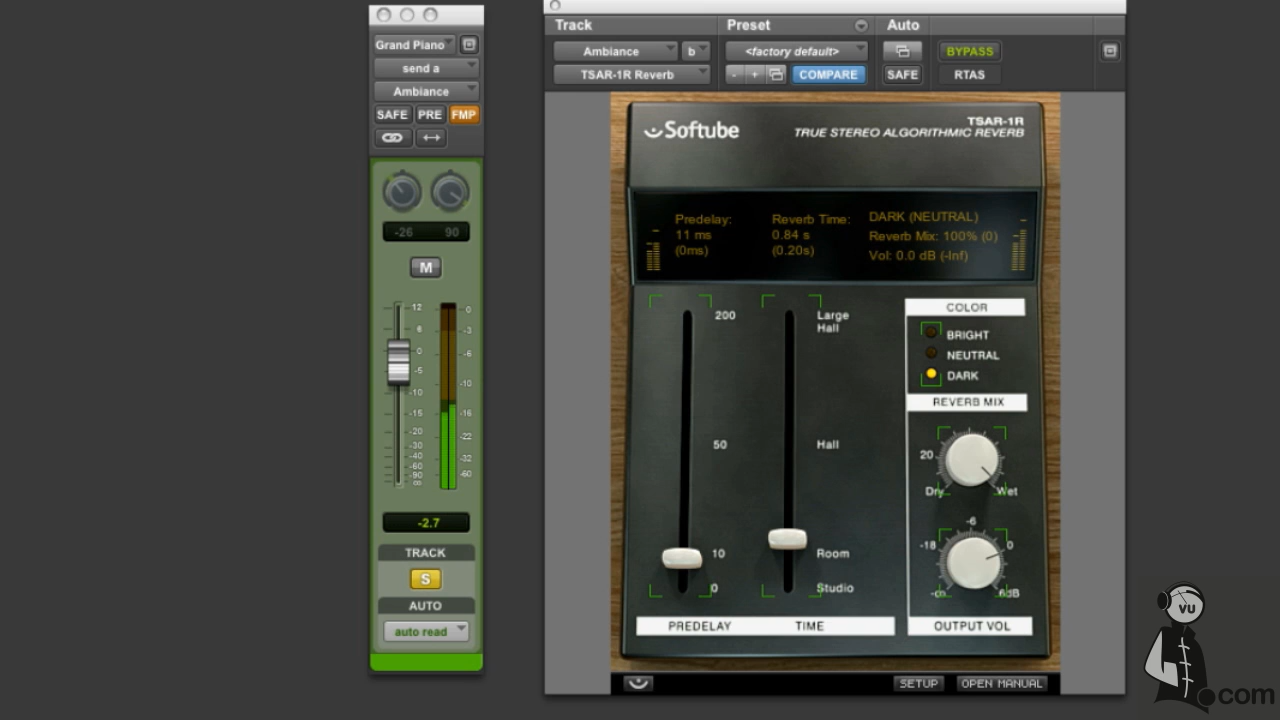 Grand Piano
send a
Ambiance
SAFE PRE FMP
-26 90
M
12
6
0
-5
-10
-15
-20
-30
-40
-60
-90
∞
0
-3
-6
-10
-16
-22
-32
-60
-2.7
TRACK
S
AUTO
auto read
Track Preset Auto
Ambiance b <factory default> BYPASS
TSAR-1R Reverb - + COMPARE SAFE RTAS
Softube
TSAR-1R
TRUE STEREO ALGORITHMIC REVERB
Predelay:
11 ms
(0ms)
Reverb Time:
0.84 s
(0.20s)
DARK (NEUTRAL)
Reverb Mix: 100% (0)
Vol: 0.0 dB (-Inf)
200
50
10
0
Large
Hall
Hall
Room
Studio
PREDELAY TIME
COLOR
BRIGHT
NEUTRAL
DARK
REVERB MIX
20
Dry Wet
-6
-18 0
-∞ 6dB
OUTPUT VOL
SETUP OPEN MANUAL
VU
.com